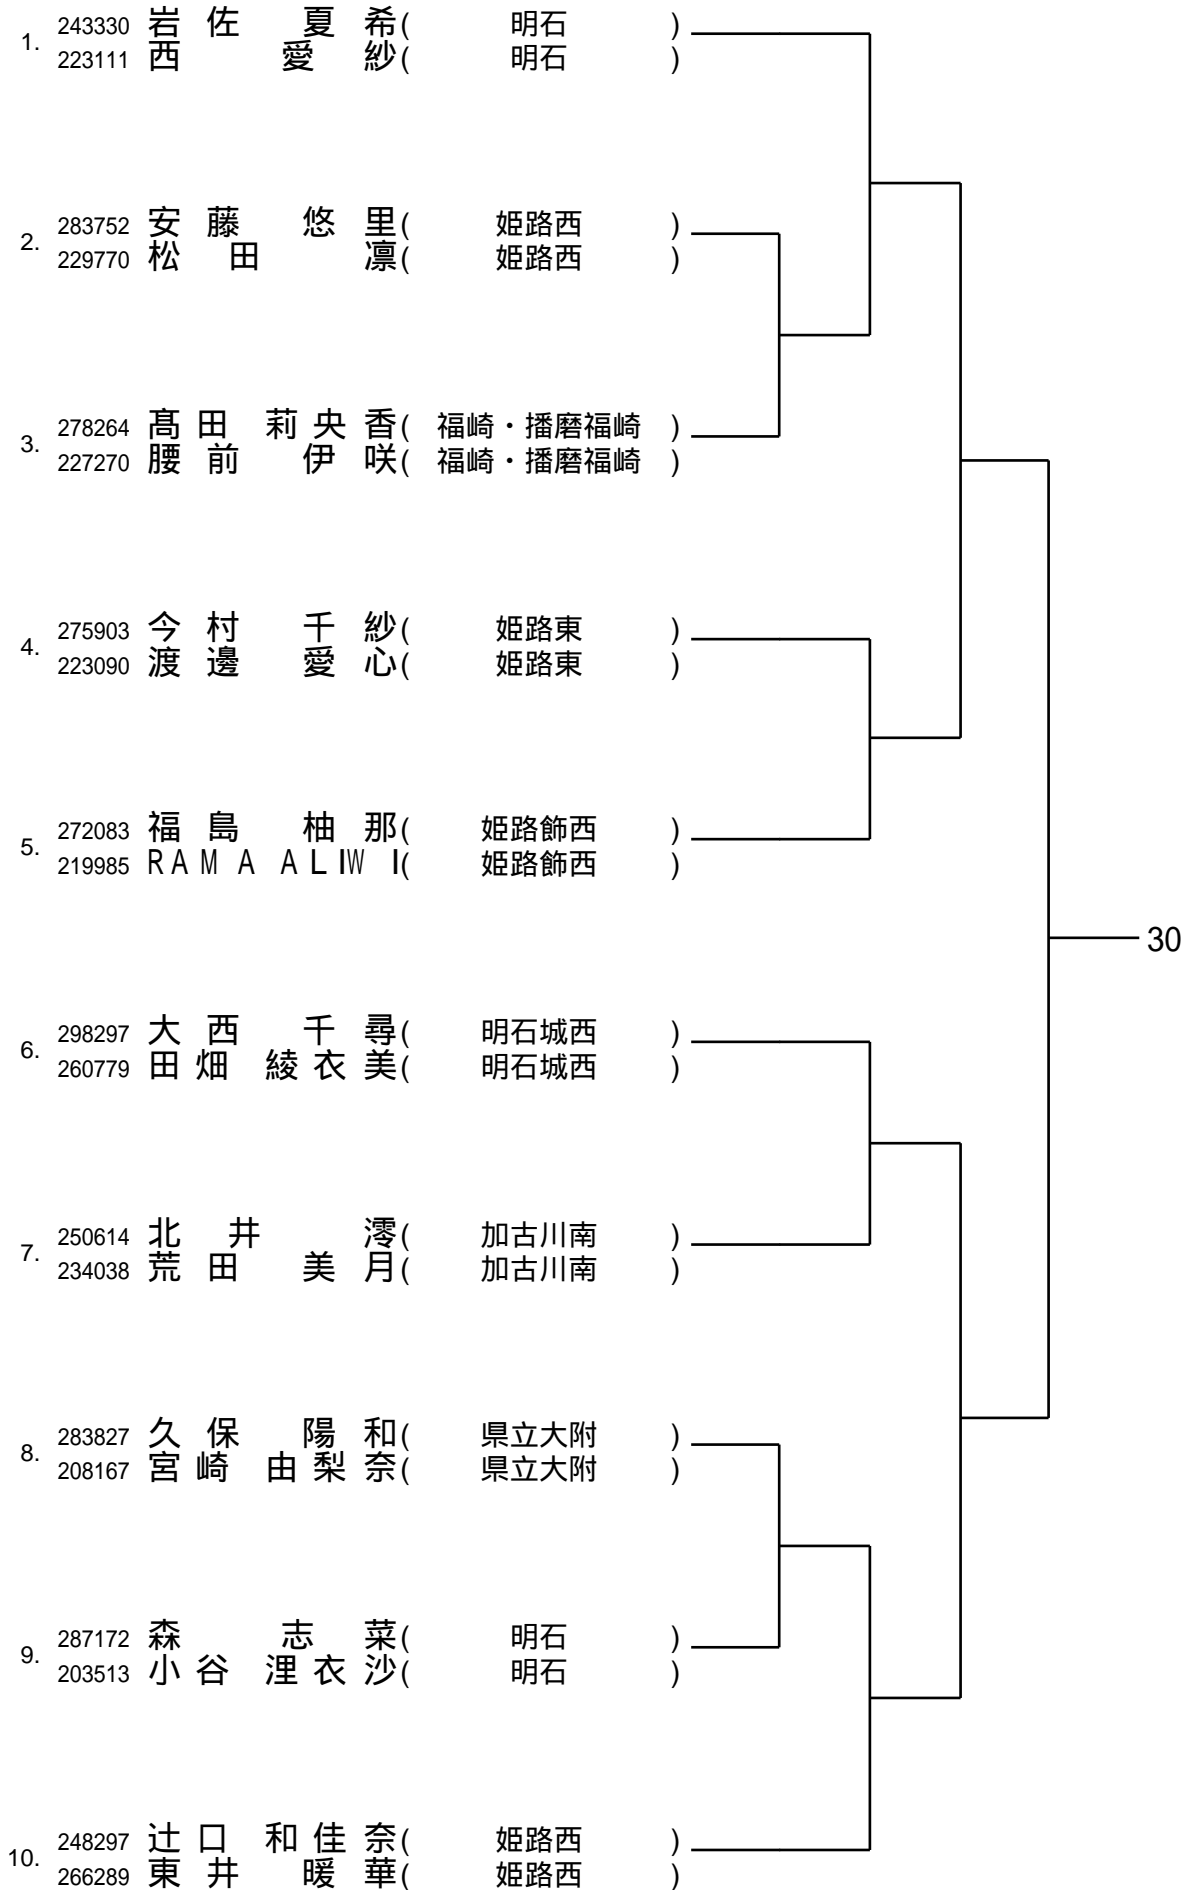 1. 243330 岩佐 夏希( 明石 )
223111 西 愛紗( 明石 )
2. 283752 安藤 悠里( 姫路西 )
229770 松田 凛( 姫路西 )
3. 278264 髙田 莉央香( 福崎・播磨福崎 )
227270 腰前 伊咲( 福崎・播磨福崎 )
4. 275903 今村 千紗( 姫路東 )
223090 渡邊 愛心( 姫路東 )
5. 272083 福島 柚那( 姫路飾西 )
219985 RAMA ALIWI( 姫路飾西 )
30
6. 298297 大西 千尋( 明石城西 )
260779 田畑 綾衣美( 明石城西 )
7. 250614 北井 澪( 加古川南 )
234038 荒田 美月( 加古川南 )
8. 283827 久保 陽和( 県立大附 )
208167 宮崎 由梨奈( 県立大附 )
9. 287172 森 志菜( 明石 )
203513 小谷 浬衣沙( 明石 )
10. 248297 辻口 和佳奈( 姫路西 )
266289 東井 暖華( 姫路西 )